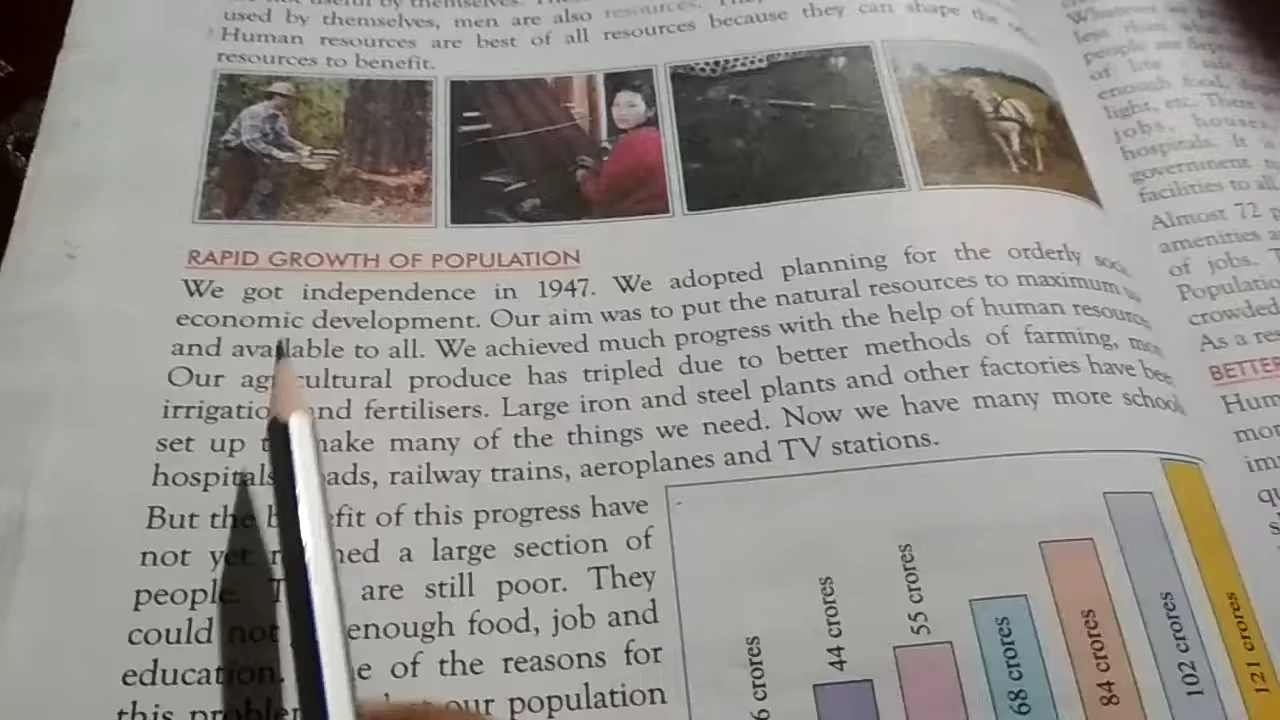 used by themselves, men are also resources.
Human resources are best of all resources because they can shape the
resources to benefit.
RAPID GROWTH OF POPULATION
We got independence in 1947. We adopted planning for the orderly
economic development. Our aim was to put the natural resources to maximum
and available to all. We achieved much progress with the help of human
Our agricultural produce has tripled due to better methods of farming,
irrigation and fertilisers. Large iron and steel plants and other factories have
set up to make many of the things we need. Now we have many more
hospitals, roads, railway trains, aeroplanes and TV stations.
But the benefit of this progress have
not yet reached a large section of
people. are still poor. They
could not enough food, job and
education. of the reasons for
this our population
crores
44 crores
55 crores
68 crores
84 crores
102 crores
121 crores
people are
of life
enough food,
light, etc.
jobs, houses,
hospitals. It
government
facilities to all
Almost 72
amenities
of jobs.
crowded
As a
BETTER